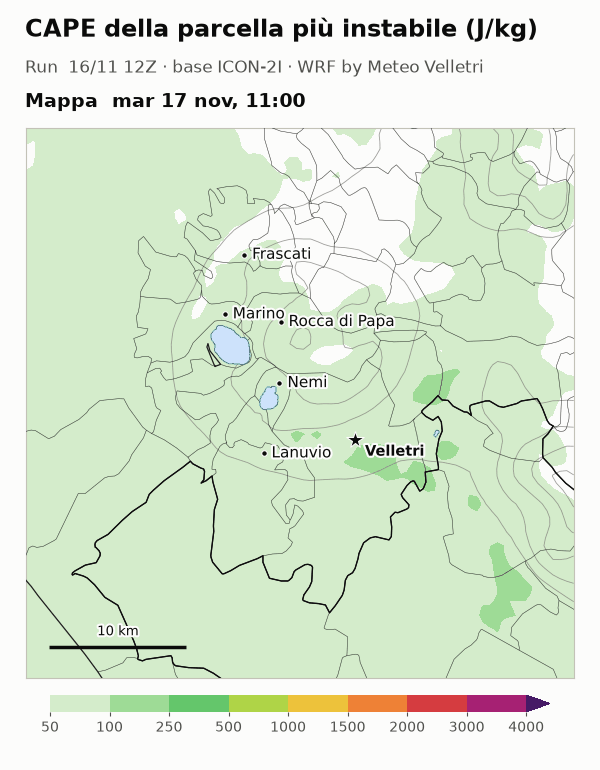 CAPE della parcella più instabile (J/kg)
Run  16/11 12Z · base ICON-2I · WRF by Meteo Velletri
Mappa  mar 17 nov, 11:00
Frascati
Marino
Rocca di Papa
Nemi
Velletri
Lanuvio
10 km
50 100 250 500 1000 1500 2000 3000 4000